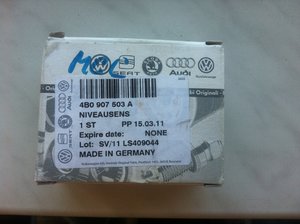 MOL
SEAT
Audi
4B0 907 503 A
NIVEAUSENS
1 ST PP 15.03.11
Expire date: NONE
Lot: SV/11 LS409044
MADE IN GERMANY